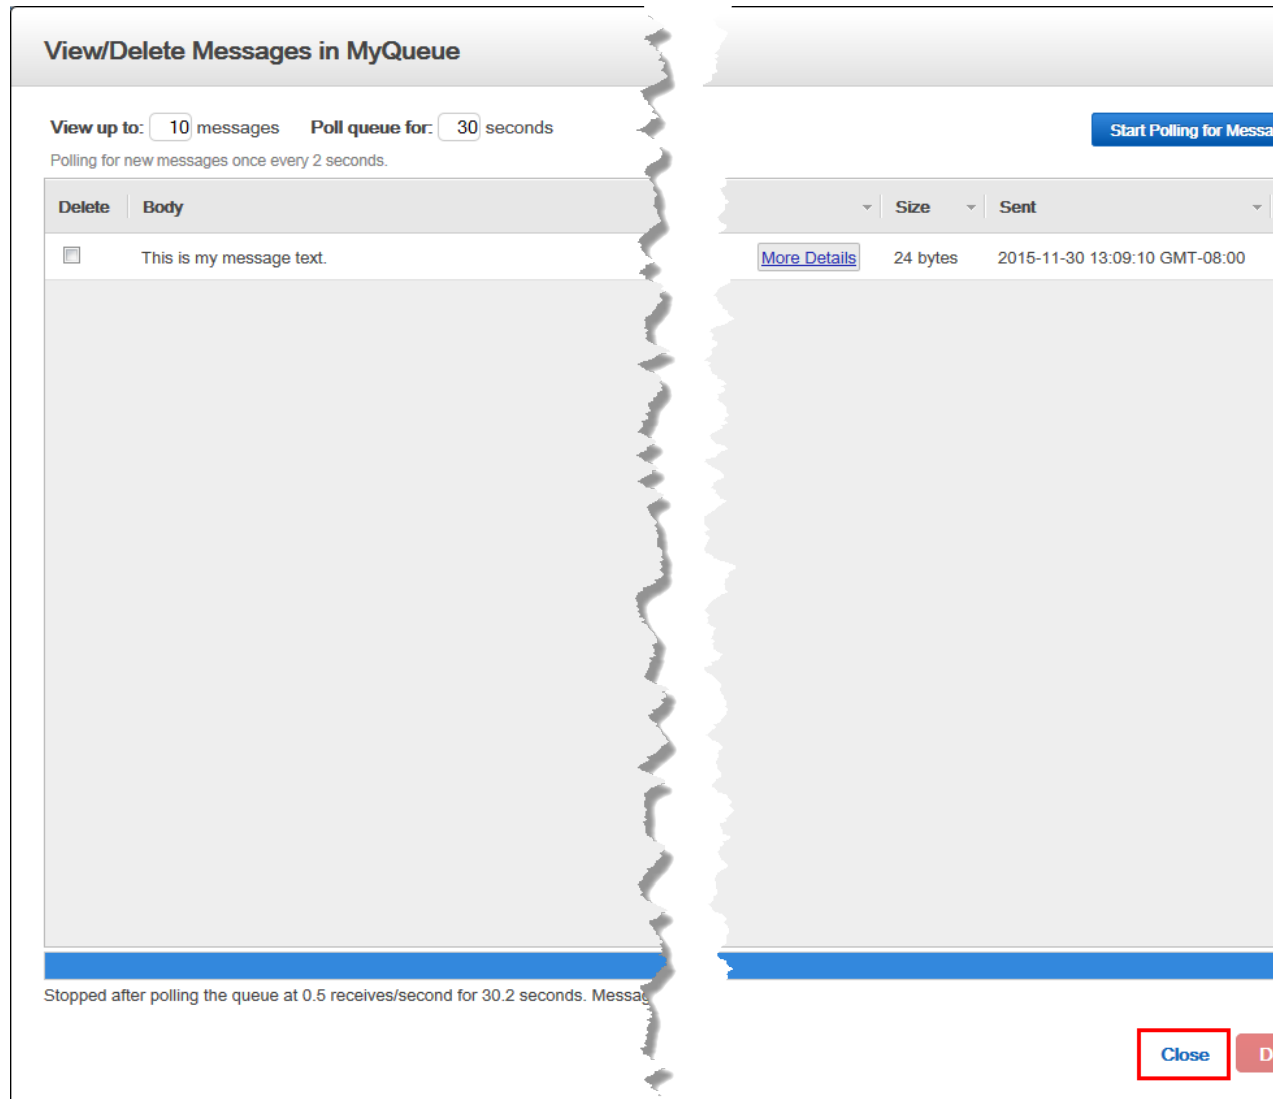 View/Delete Messages in MyQueue
View up to: 10 messages Poll queue for: 30 seconds Start Polling for
Polling for new messages once every 2 seconds.
Delete Body Size Sent
This is my message text. More Details 24 bytes 2015-11-30 13:09:10 GMT-08:00
Stopped after polling the queue at 0.5 receives/second for 30.2 seconds.
Close